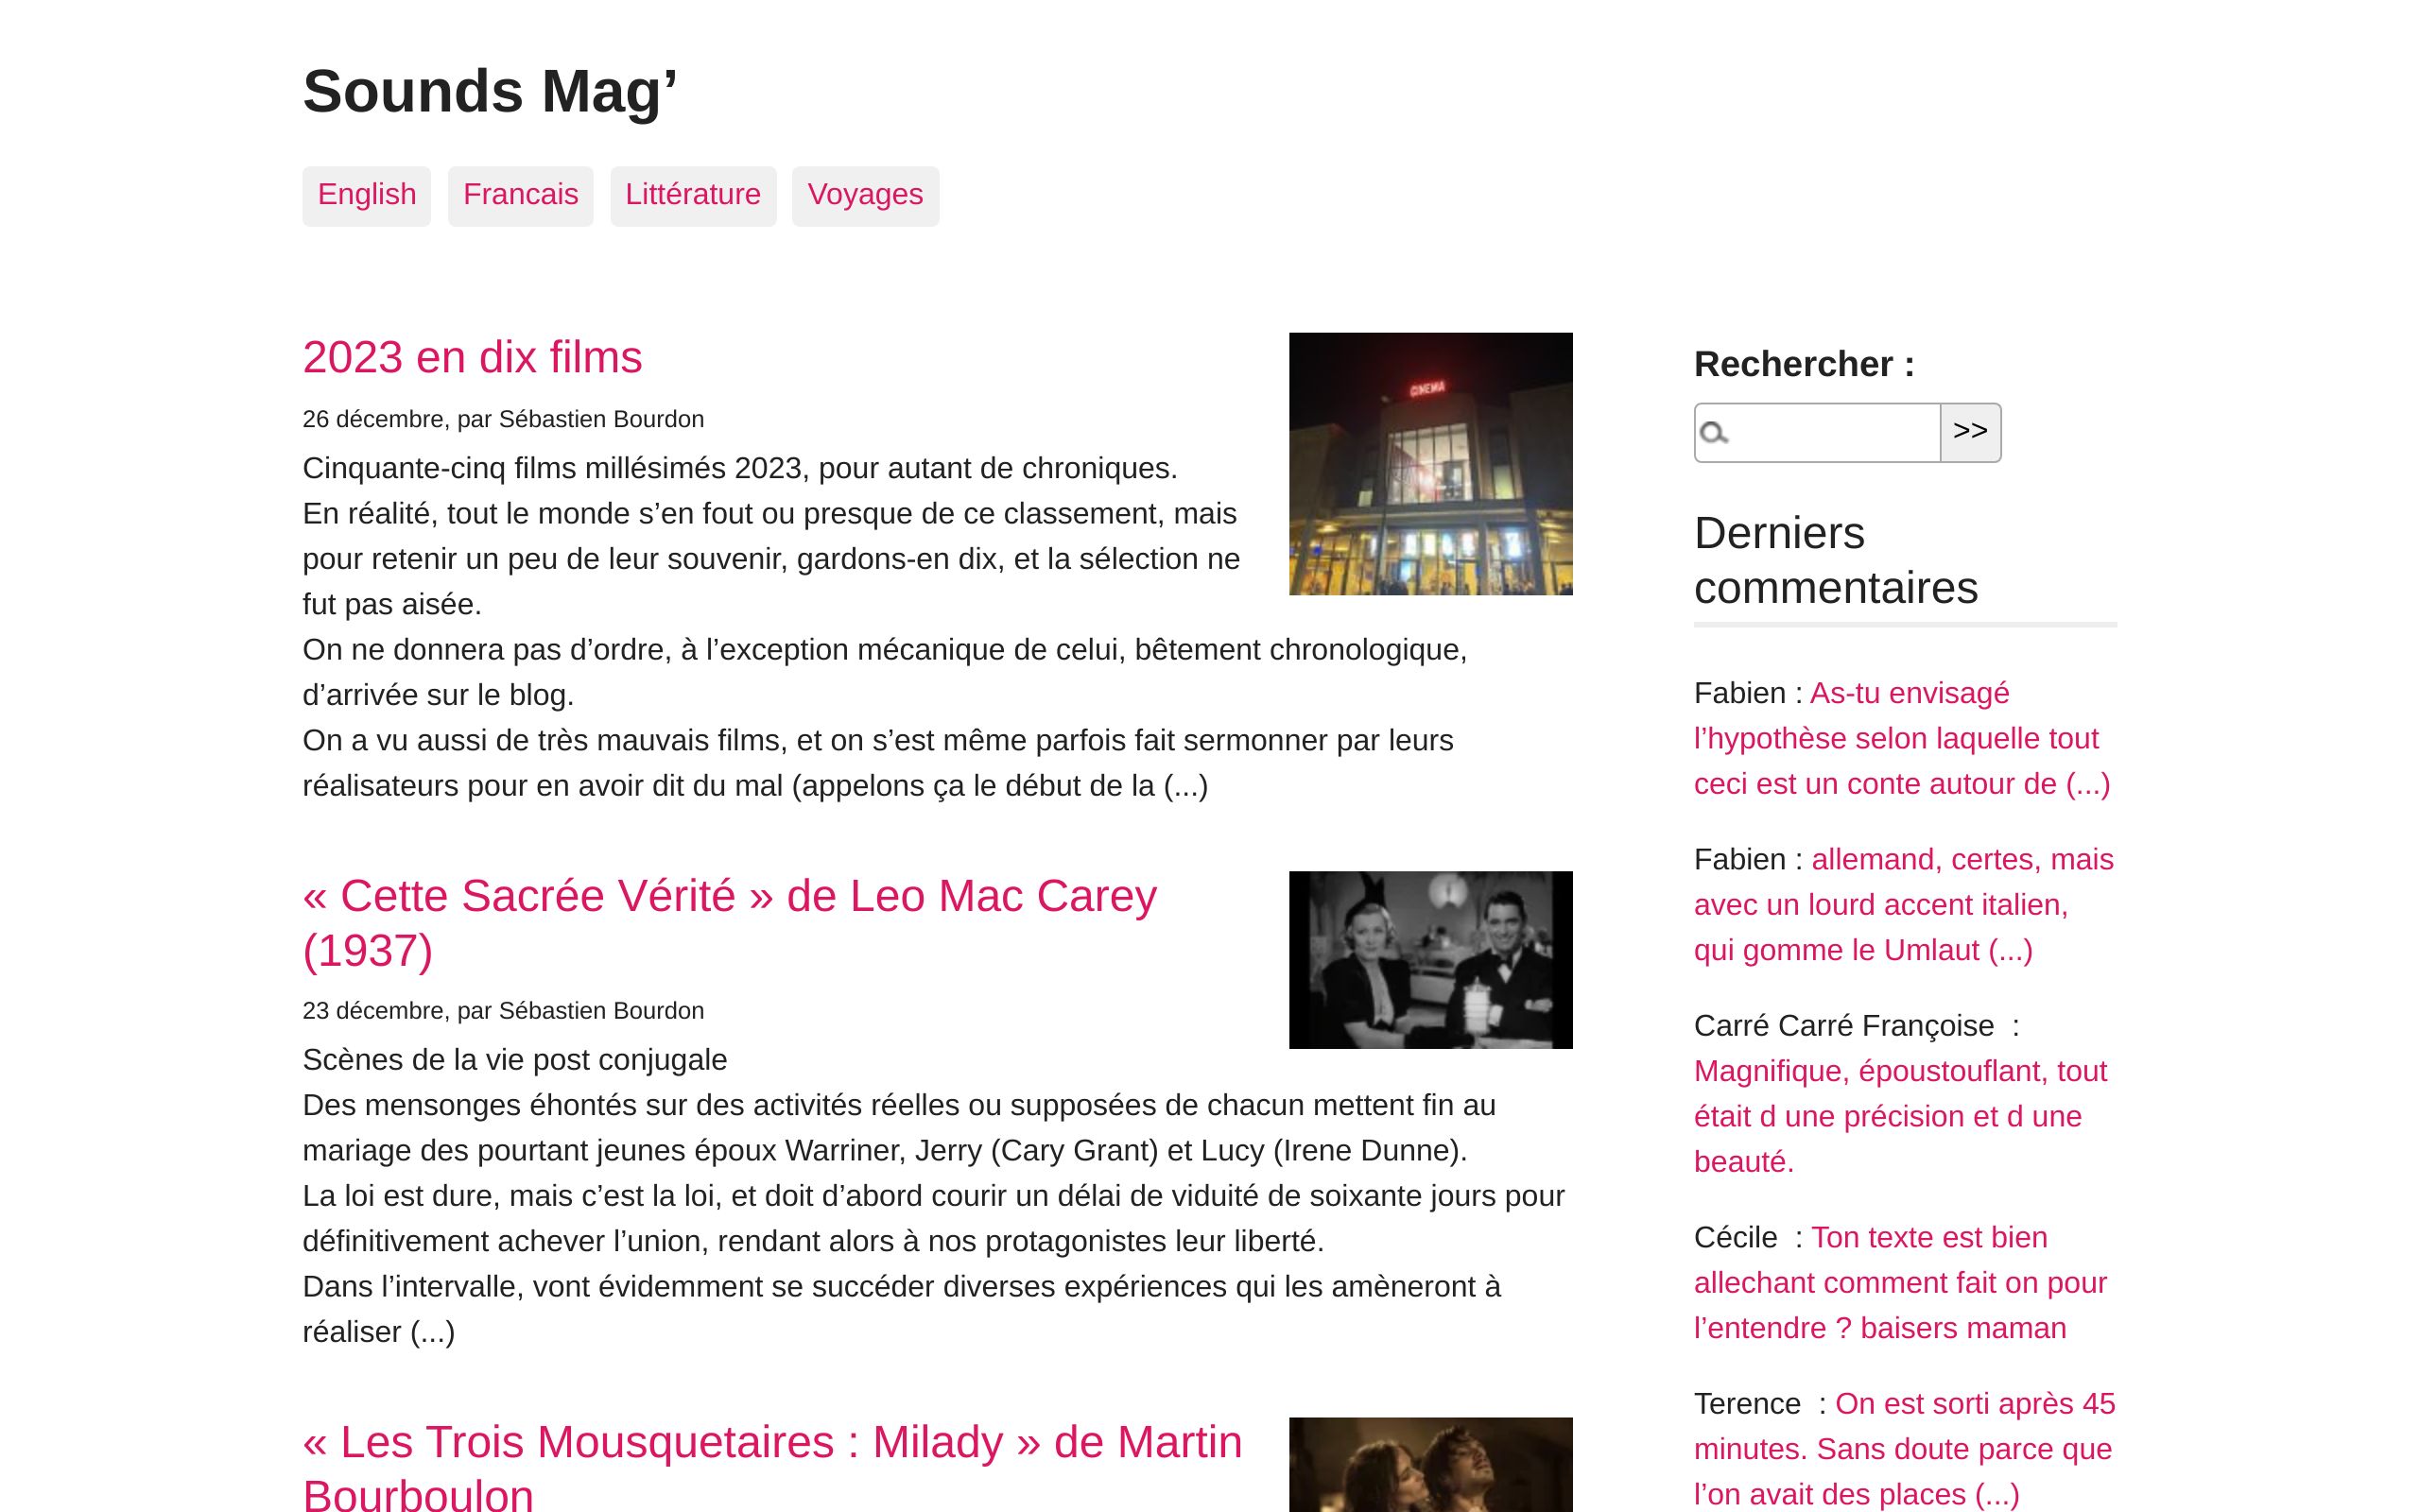 Sounds Mag’
English Francais Littérature Voyages
2023 en dix films
26 décembre, par Sébastien Bourdon
Cinquante-cinq films millésimés 2023, pour autant de chroniques.
En réalité, tout le monde s’en fout ou presque de ce classement, mais
pour retenir un peu de leur souvenir, gardons-en dix, et la sélection ne
fut pas aisée.
On ne donnera pas d’ordre, à l’exception mécanique de celui, bêtement chronologique,
d’arrivée sur le blog.
On a vu aussi de très mauvais films, et on s’est même parfois fait sermonner par leurs
réalisateurs pour en avoir dit du mal (appelons ça le début de la (...)
CINEMA
« Cette Sacrée Vérité » de Leo Mac Carey
(1937)
23 décembre, par Sébastien Bourdon
Scènes de la vie post conjugale
Des mensonges éhontés sur des activités réelles ou supposées de chacun mettent fin au
mariage des pourtant jeunes époux Warriner, Jerry (Cary Grant) et Lucy (Irene Dunne).
La loi est dure, mais c’est la loi, et doit d’abord courir un délai de viduité de soixante jours pour
définitivement achever l’union, rendant alors à nos protagonistes leur liberté.
Dans l’intervalle, vont évidemment se succéder diverses expériences qui les amèneront à
réaliser (...)
« Les Trois Mousquetaires : Milady » de Martin
Bourboulon
Rechercher :
>>
Derniers
commentaires
Fabien : As-tu envisagé
l’hypothèse selon laquelle tout
ceci est un conte autour de (...)
Fabien : allemand, certes, mais
avec un lourd accent italien,
qui gomme le Umlaut (...)
Carré Carré Françoise  :
Magnifique, époustouflant, tout
était d une précision et d une
beauté.
Cécile  : Ton texte est bien
allechant comment fait on pour
l’entendre ? baisers maman
Terence  : On est sorti après 45
minutes. Sans doute parce que
l’on avait des places (...)